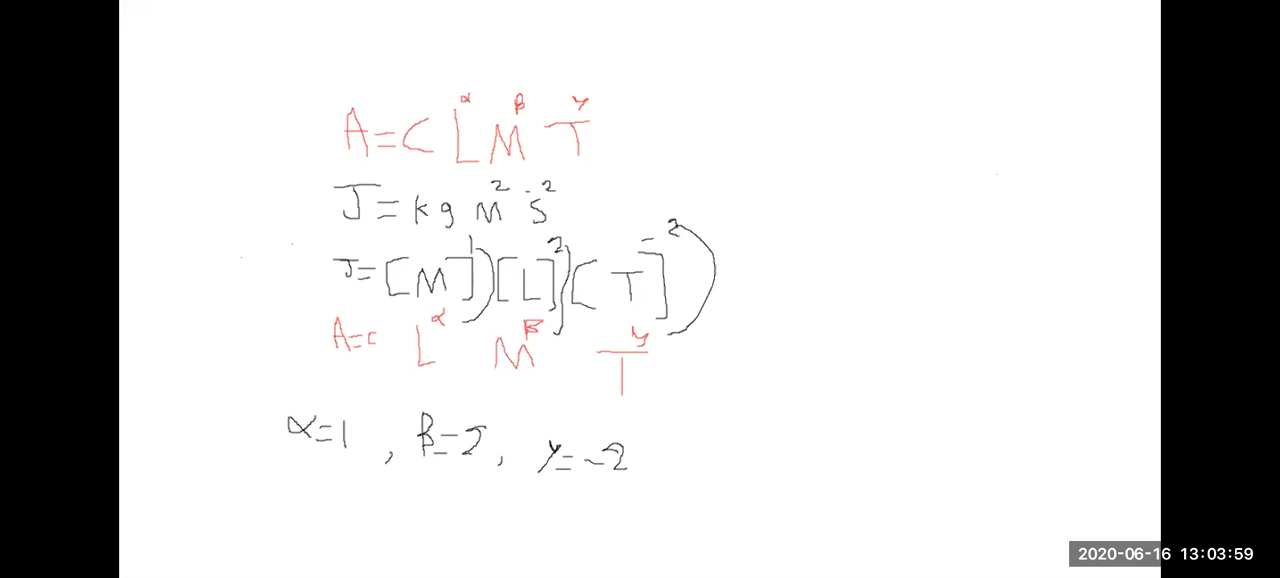 A = C L^α M^β T^γ
J = kg m^2 s^-2
J = [M]^1) [L]^2) [T]^-2)
A = C L^α M^β T^γ
α = 1 , β = 2 , γ = -2
2020-06-16 13:03:59